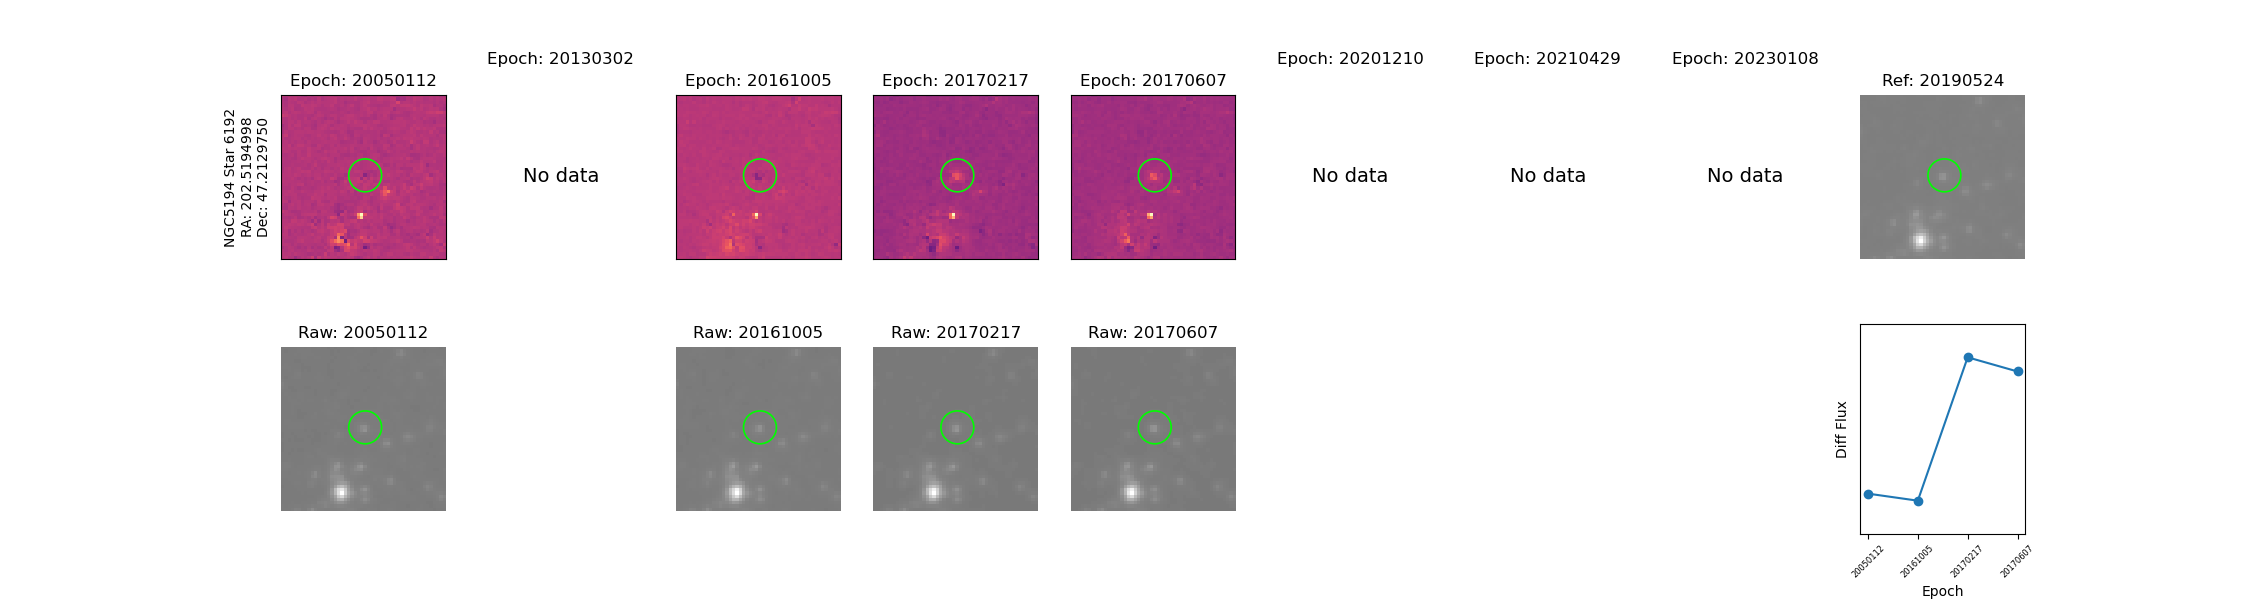 Epoch: 20050112
Epoch: 20130302
Epoch: 20161005
Epoch: 20170217
Epoch: 20170607
Epoch: 20201210
Epoch: 20210429
Epoch: 20230108
Ref: 20190524
NGC5194 Star 6192
RA: 202.5194998
Dec: 47.2129750
No data
No data
No data
No data
Raw: 20050112
Raw: 20161005
Raw: 20170217
Raw: 20170607
Diff Flux
20050112
20161005
20170217
20170607
Epoch